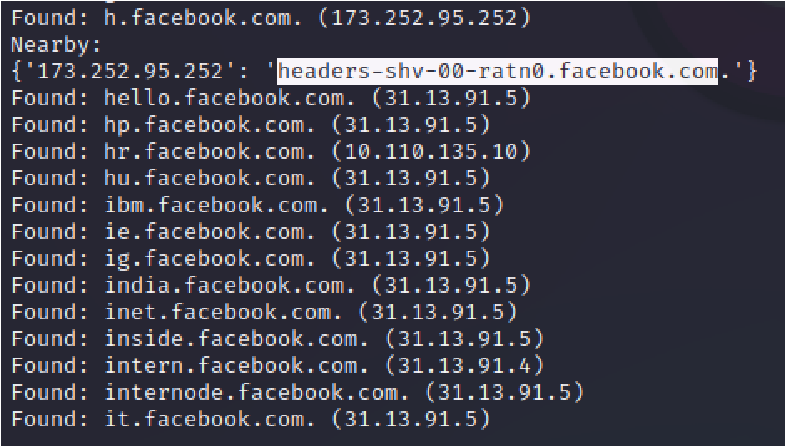 Found: h.facebook.com. (173.252.95.252)
Nearby:
{'173.252.95.252': 'headers-shv-00-ratn0.facebook.com.'}
Found: hello.facebook.com. (31.13.91.5)
Found: hp.facebook.com. (31.13.91.5)
Found: hr.facebook.com. (10.110.135.10)
Found: hu.facebook.com. (31.13.91.5)
Found: ibm.facebook.com. (31.13.91.5)
Found: ie.facebook.com. (31.13.91.5)
Found: ig.facebook.com. (31.13.91.5)
Found: india.facebook.com. (31.13.91.5)
Found: inet.facebook.com. (31.13.91.5)
Found: inside.facebook.com. (31.13.91.5)
Found: intern.facebook.com. (31.13.91.4)
Found: internode.facebook.com. (31.13.91.5)
Found: it.facebook.com. (31.13.91.5)